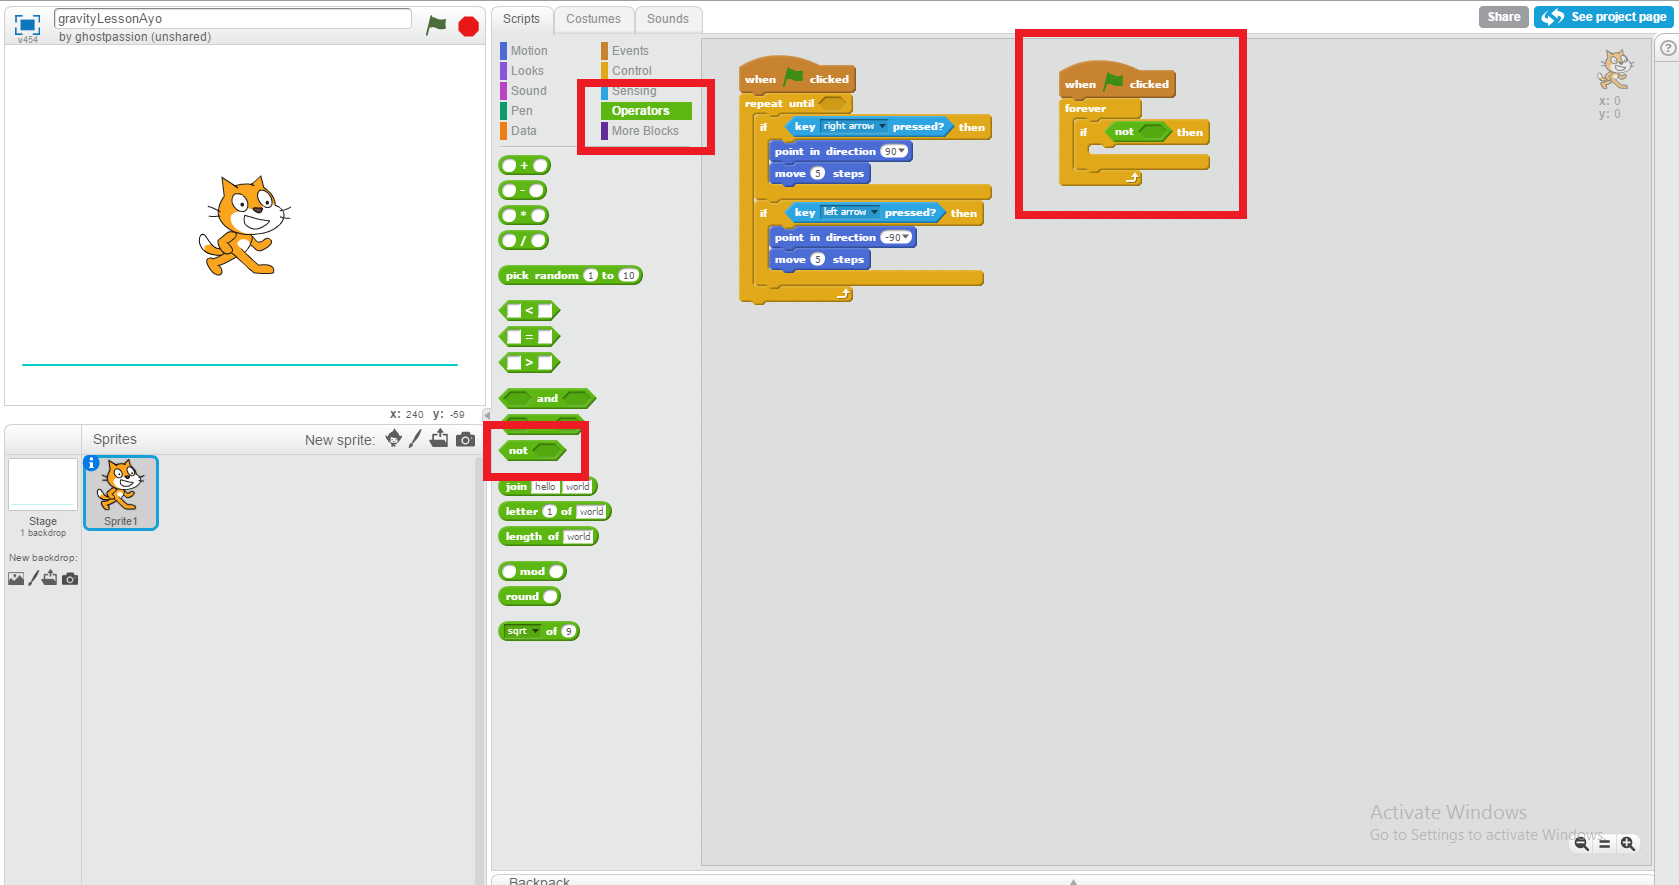 gravityLessonAyo
v454
by ghostpassion (unshared)
x: 240 y: -59
Sprites
New sprite:
Sprite1
Stage
1 backdrop
New backdrop:
Scripts
Costumes
Sounds
Motion
Events
Looks
Control
Sound
Sensing
Pen
Operators
Data
More Blocks
+
-
*
/
pick random 1 to 10
<
=
>
and
not
join hello world
letter 1 of world
length of world
mod
round
sqrt of 9
when clicked
repeat until
if key right arrow pressed? then
point in direction 90
move 5 steps
if key left arrow pressed? then
point in direction -90
move 5 steps
when clicked
forever
if not then
Share
See project page
?
x: 0
y: 0
Activate Windows
Go to Settings to activate Windows.
Backpack